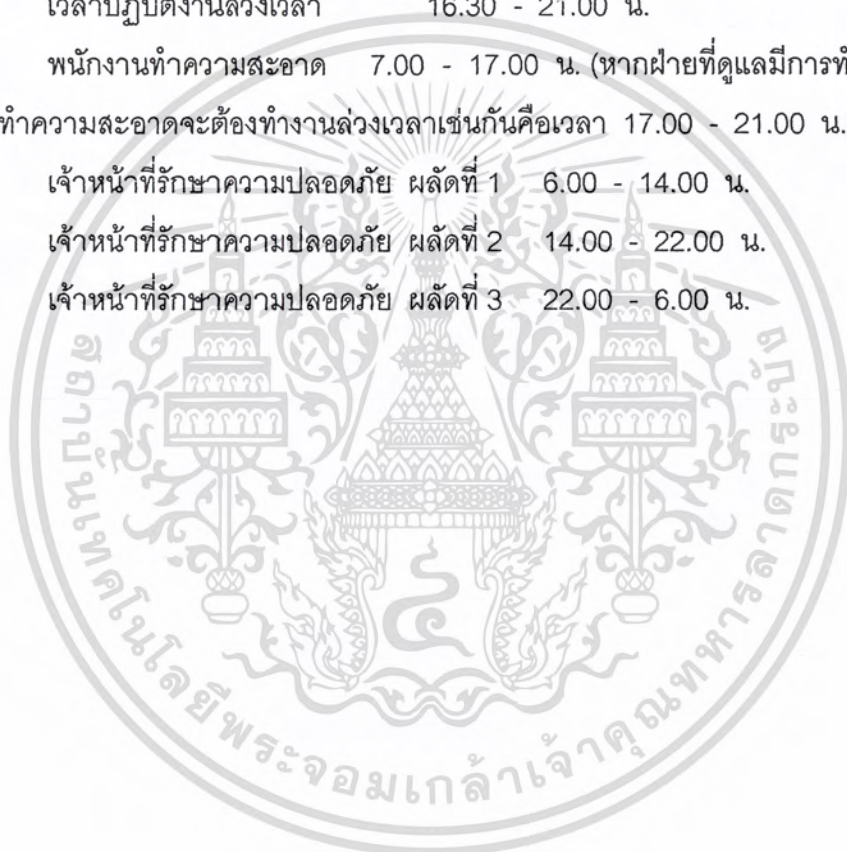 เวลาปฏิบัติงานล่วงเวลา 16.30 - 21.00 น.
พนักงานทำความสะอาด 7.00 - 17.00 น. (หากฝ่ายที่ดูแลมีการทำ
ทำความสะอาดจะต้องทำงานล่วงเวลาเช่นกันคือเวลา 17.00 - 21.00 น.
เจ้าหน้าที่รักษาความปลอดภัย ผลัดที่ 1 6.00 - 14.00 น.
เจ้าหน้าที่รักษาความปลอดภัย ผลัดที่ 2 14.00 - 22.00 น.
เจ้าหน้าที่รักษาความปลอดภัย ผลัดที่ 3 22.00 - 6.00 น.
สถาบันเทคโนโลยีพระจอมเกล้าเจ้าคุณทหารลาดกระบัง